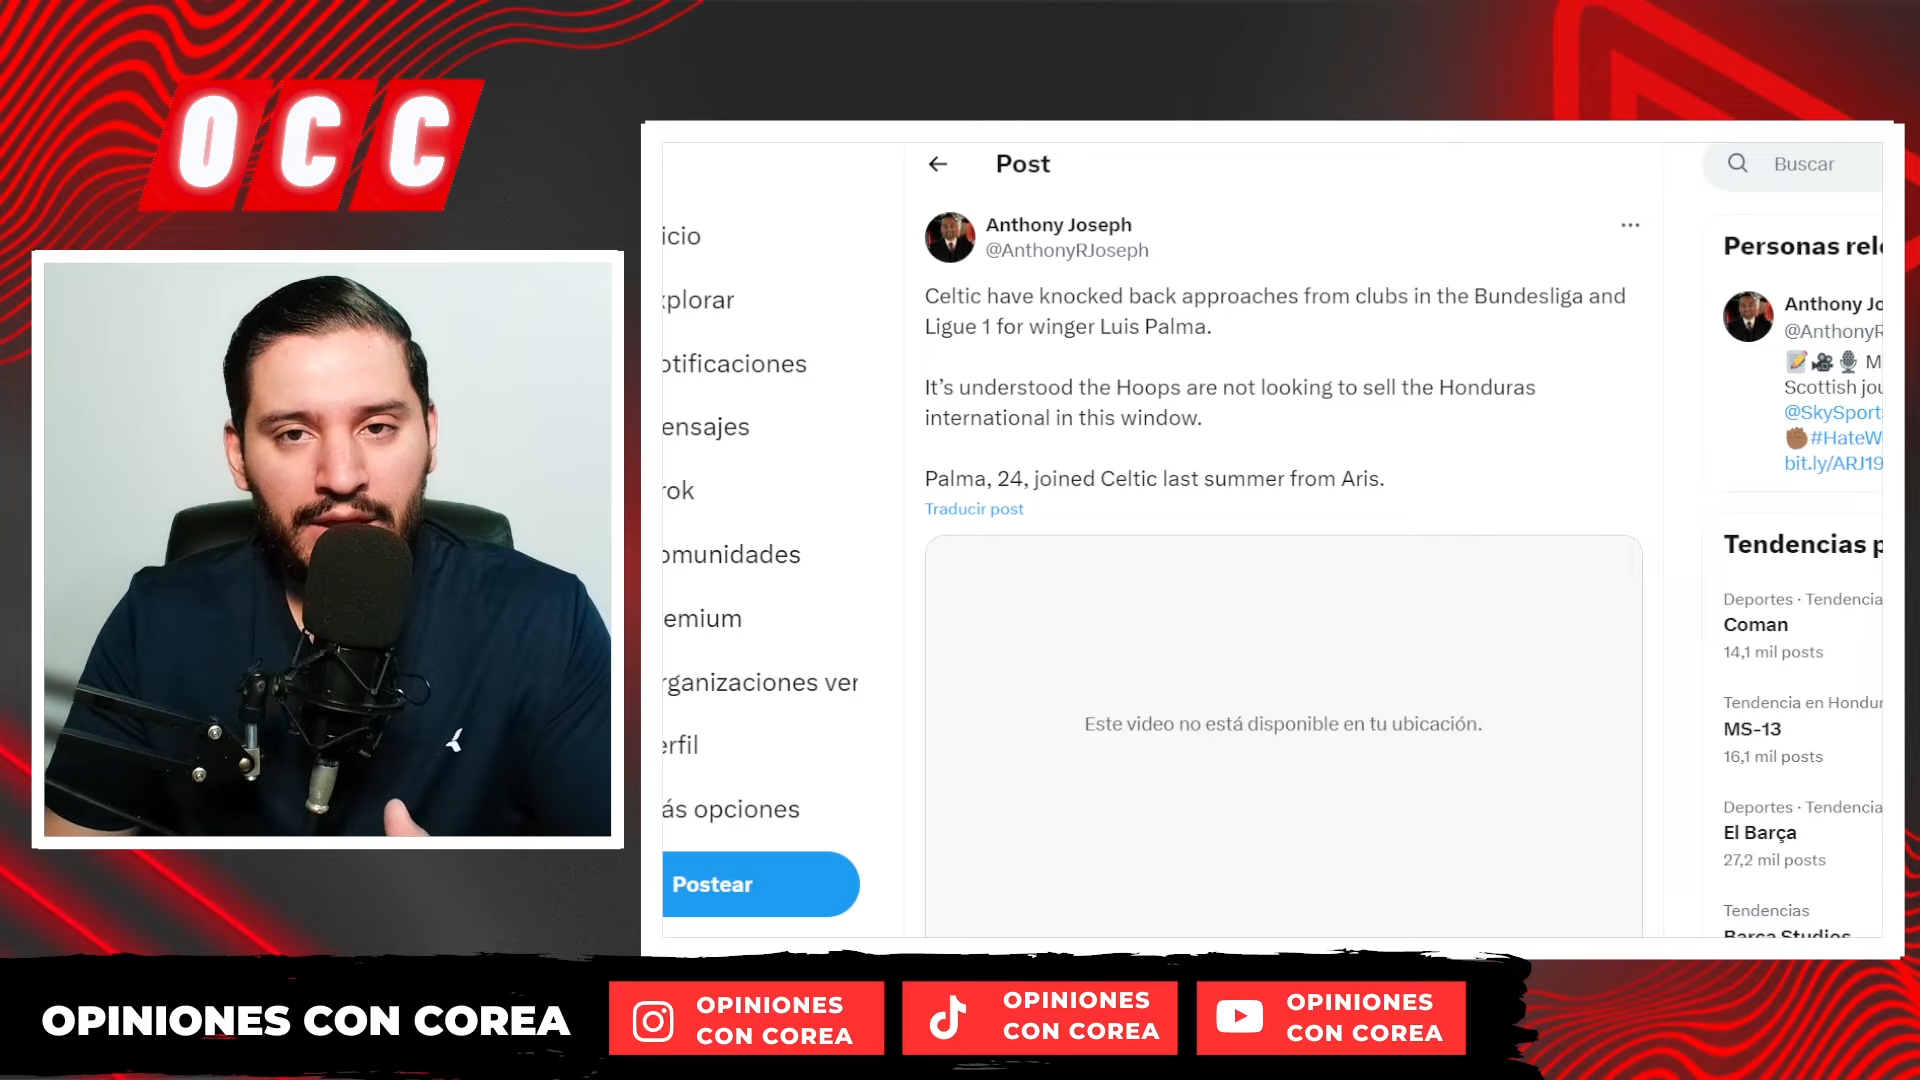 OCC
icio
xplorar
otificaciones
ensajes
rok
omunidades
emium
rganizaciones ver
erfil
ás opciones
Postear
Post
Anthony Joseph
@AnthonyRJoseph
Celtic have knocked back approaches from clubs in the Bundesliga and
Ligue 1 for winger Luis Palma.
It’s understood the Hoops are not looking to sell the Honduras
international in this window.
Palma, 24, joined Celtic last summer from Aris.
Traducir post
Este video no está disponible en tu ubicación.
Buscar
Personas rele
Anthony Jo
@AnthonyR
M
Scottish jou
@SkySports
#HateW
bit.ly/ARJ19
Tendencias p
Deportes · Tendencia
Coman
14,1 mil posts
Tendencia en Hondur
MS-13
16,1 mil posts
Deportes · Tendencia
El Barça
27,2 mil posts
Tendencias
Barça Studios
OPINIONES CON COREA
OPINIONES
CON COREA
OPINIONES
CON COREA
OPINIONES
CON COREA